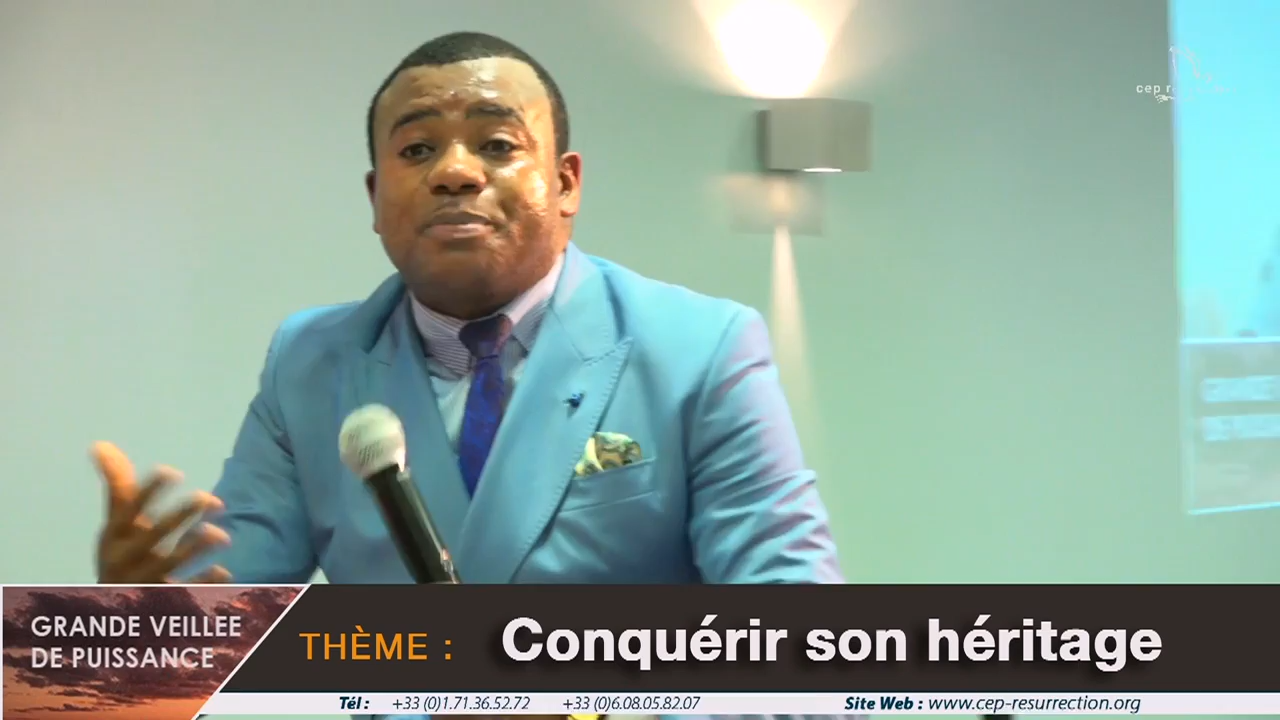 cep
GRANDE VEILLEE
DE PUISSANCE
THÈME : Conquérir son héritage
Tél : +33 (0)1.71.36.52.72 +33 (0)6.08.05.82.07 Site Web : www.cep-resurrection.org